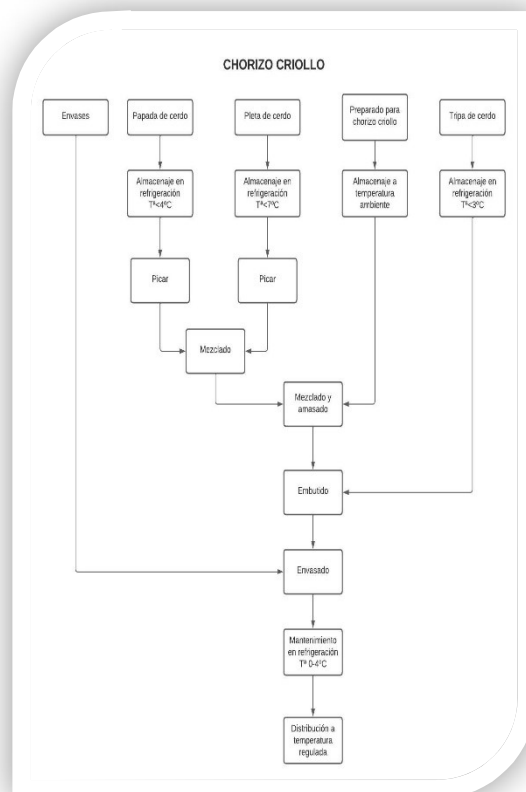 CHORIZO CRIOLLO
Envases
Papada de cerdo
Pleta de cerdo
Preparado para
chorizo criollo
Tripa de cerdo
Almacenaje en
refrigeración
Tª<4ºC
Almacenaje en
refrigeración
Tª<7ºC
Almacenaje a
temperatura
ambiente
Almacenaje en
refrigeración
Tª<3ºC
Picar
Picar
Mezclado
Mezclado y
amasado
Embutido
Envasado
Mantenimiento
en refrigeración
Tª 0-4ºC
Distribución a
temperatura
regulada